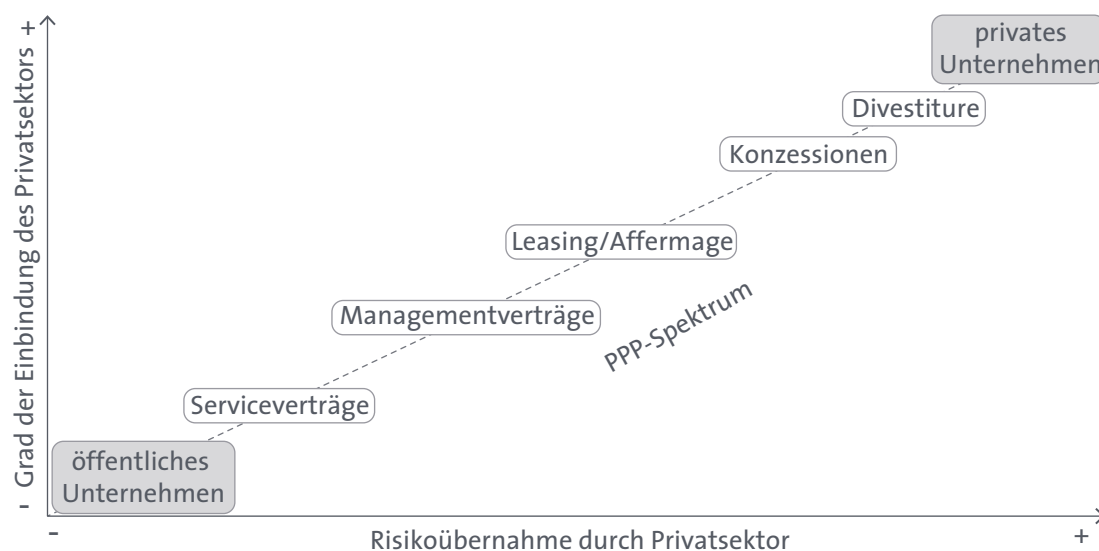 +
Grad der Einbindung des Privatsektors
-
privates
Unternehmen
Divestiture
Konzessionen
Leasing/Affermage
Managementverträge
PPP-Spektrum
Serviceverträge
öffentliches
Unternehmen
-
Risikoübernahme durch Privatsektor
+